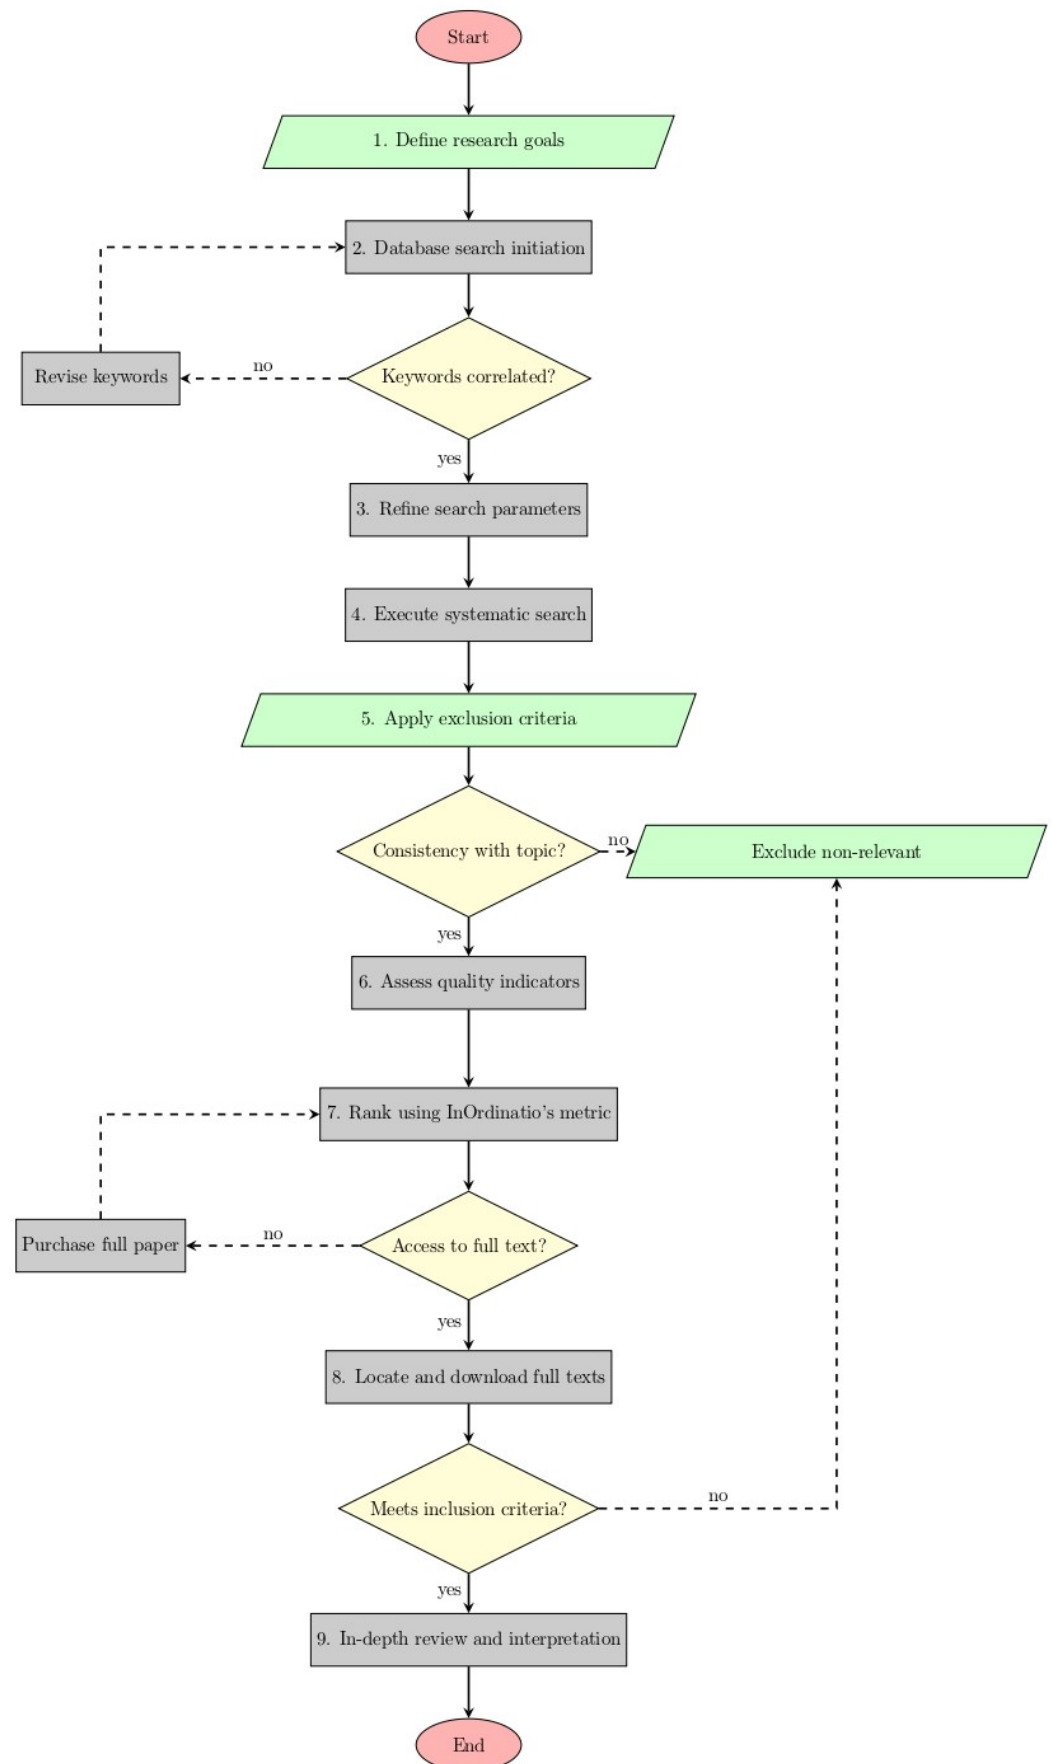 Start
1. Define research goals
2. Database search initiation
Keywords correlated?
no
Revise keywords
yes
3. Refine search parameters
4. Execute systematic search
5. Apply exclusion criteria
Consistency with topic?
no
Exclude non-relevant
yes
6. Assess quality indicators
7. Rank using InOrdinatio's metric
Access to full text?
no
Purchase full paper
yes
8. Locate and download full texts
Meets inclusion criteria?
no
yes
9. In-depth review and interpretation
End